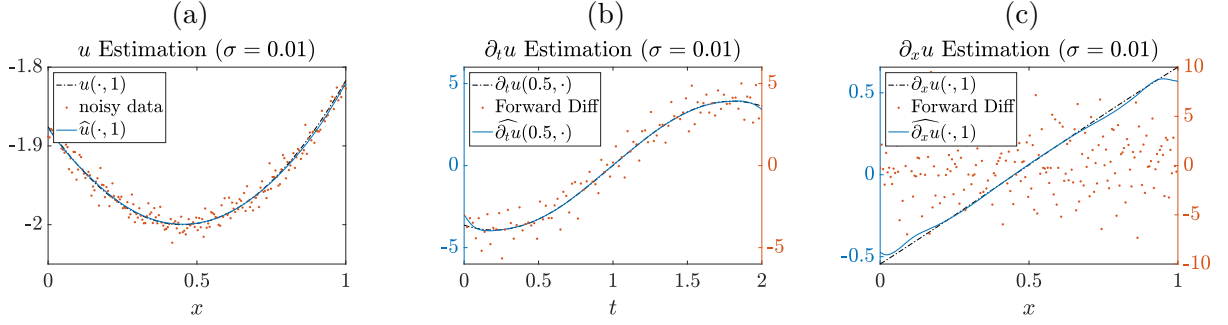 (a)
u Estimation (σ = 0.01)
-1.8
-1.9
-2
u(·, 1)
noisy data
û(·, 1)
0
0.5
1
x
(b)
∂ₜu Estimation (σ = 0.01)
5
0
-5
∂ₜu(0.5, ·)
Forward Diff
\widehat{∂ₜu}(0.5, ·)
5
0
-5
0
0.5
1
1.5
2
t
(c)
∂ₓu Estimation (σ = 0.01)
0.5
0
-0.5
∂ₓu(·, 1)
Forward Diff
\widehat{∂ₓu}(·, 1)
10
5
0
-5
-10
0
0.5
1
x